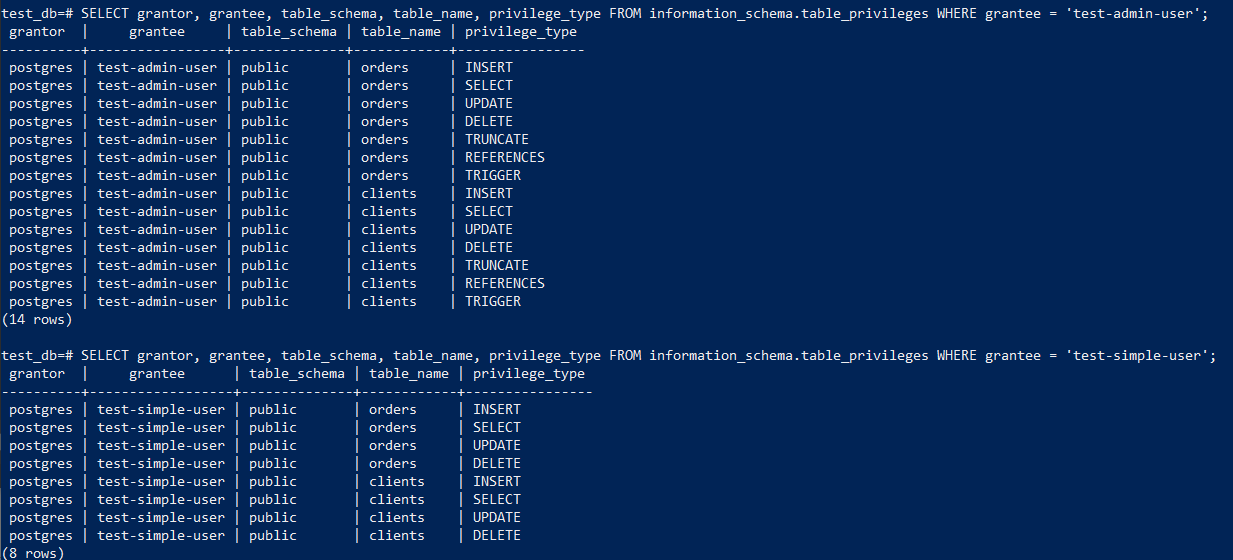 test_db=# SELECT grantor, grantee, table_schema, table_name, privilege_type FROM information_schema.table_privileges WHERE grantee = 'test-admin-user';
 grantor  |     grantee     | table_schema | table_name | privilege_type
----------+-----------------+--------------+------------+----------------
 postgres | test-admin-user | public       | orders     | INSERT
 postgres | test-admin-user | public       | orders     | SELECT
 postgres | test-admin-user | public       | orders     | UPDATE
 postgres | test-admin-user | public       | orders     | DELETE
 postgres | test-admin-user | public       | orders     | TRUNCATE
 postgres | test-admin-user | public       | orders     | REFERENCES
 postgres | test-admin-user | public       | orders     | TRIGGER
 postgres | test-admin-user | public       | clients    | INSERT
 postgres | test-admin-user | public       | clients    | SELECT
 postgres | test-admin-user | public       | clients    | UPDATE
 postgres | test-admin-user | public       | clients    | DELETE
 postgres | test-admin-user | public       | clients    | TRUNCATE
 postgres | test-admin-user | public       | clients    | REFERENCES
 postgres | test-admin-user | public       | clients    | TRIGGER
(14 rows)

test_db=# SELECT grantor, grantee, table_schema, table_name, privilege_type FROM information_schema.table_privileges WHERE grantee = 'test-simple-user';
 grantor  |     grantee      | table_schema | table_name | privilege_type
----------+------------------+--------------+------------+----------------
 postgres | test-simple-user | public       | orders     | INSERT
 postgres | test-simple-user | public       | orders     | SELECT
 postgres | test-simple-user | public       | orders     | UPDATE
 postgres | test-simple-user | public       | orders     | DELETE
 postgres | test-simple-user | public       | clients    | INSERT
 postgres | test-simple-user | public       | clients    | SELECT
 postgres | test-simple-user | public       | clients    | UPDATE
 postgres | test-simple-user | public       | clients    | DELETE
(8 rows)